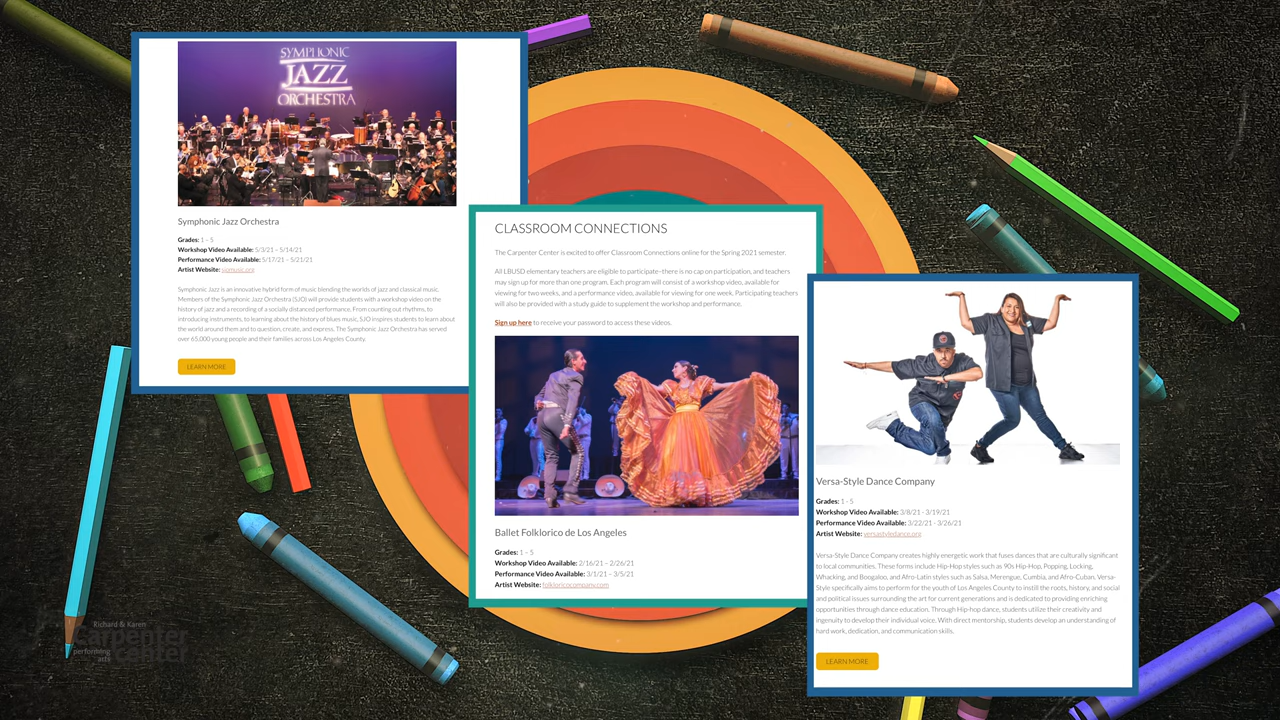 SYMPHONIC
JAZZ
ORCHESTRA
Symphonic Jazz Orchestra
Grades: 1 - 5
Workshop Video Available: 5/3/21 – 5/14/21
Performance Video Available: 5/17/21 – 5/21/21
Artist Website: sjomusic.org
Symphonic Jazz is an innovative hybrid form of music blending the worlds of jazz and classical music.
Members of the Symphonic Jazz Orchestra (SJO) will provide students with a workshop video on the
history of jazz and a recording of a socially distanced performance. From counting out rhythms, to
introducing instruments, to learning about the history of blues music, SJO inspires students to learn about
the world around them and to question, create, and express. The Symphonic Jazz Orchestra has served
over 65,000 young people and their families across Los Angeles County.
LEARN MORE
CLASSROOM CONNECTIONS
The Carpenter Center is excited to offer Classroom Connections online for the Spring 2021 semester.
All LBUSD elementary teachers are eligible to participate–there is no cap on participation, and teachers
may sign up for more than one program. Each program will consist of a workshop video, available for
viewing for two weeks, and a performance video, available for viewing for one week. Participating teachers
will also be provided with a study guide to supplement the workshop and performance.
Sign up here to receive your password to access these videos.
Ballet Folklorico de Los Angeles
Grades: 1 – 5
Workshop Video Available: 2/16/21 – 2/26/21
Performance Video Available: 3/1/21 – 3/5/21
Artist Website: folkloricocompany.com
Versa-Style Dance Company
Grades: 1 - 5
Workshop Video Available: 3/8/21 - 3/19/21
Performance Video Available: 3/22/21 - 3/26/21
Artist Website: versastyledance.org
Versa-Style Dance Company creates highly energetic work that fuses dances that are culturally significant
to local communities. These forms include Hip-Hop styles such as 90s Hip-Hop, Popping, Locking,
Whacking, and Boogaloo, and Afro-Latin styles such as Salsa, Merengue, Cumbia, and Afro-Cuban. Versa-
Style specifically aims to perform for the youth of Los Angeles County to instill the roots, history, and social
and political issues surrounding the art for current generations and is dedicated to providing enriching
opportunities through dance education. Through Hip-hop dance, students utilize their creativity and
ingenuity to develop their individual voice. With direct mentorship, students develop an understanding of
hard work, dedication, and communication skills.
LEARN MORE
Richard & Karen
carpenter
performing
arts center